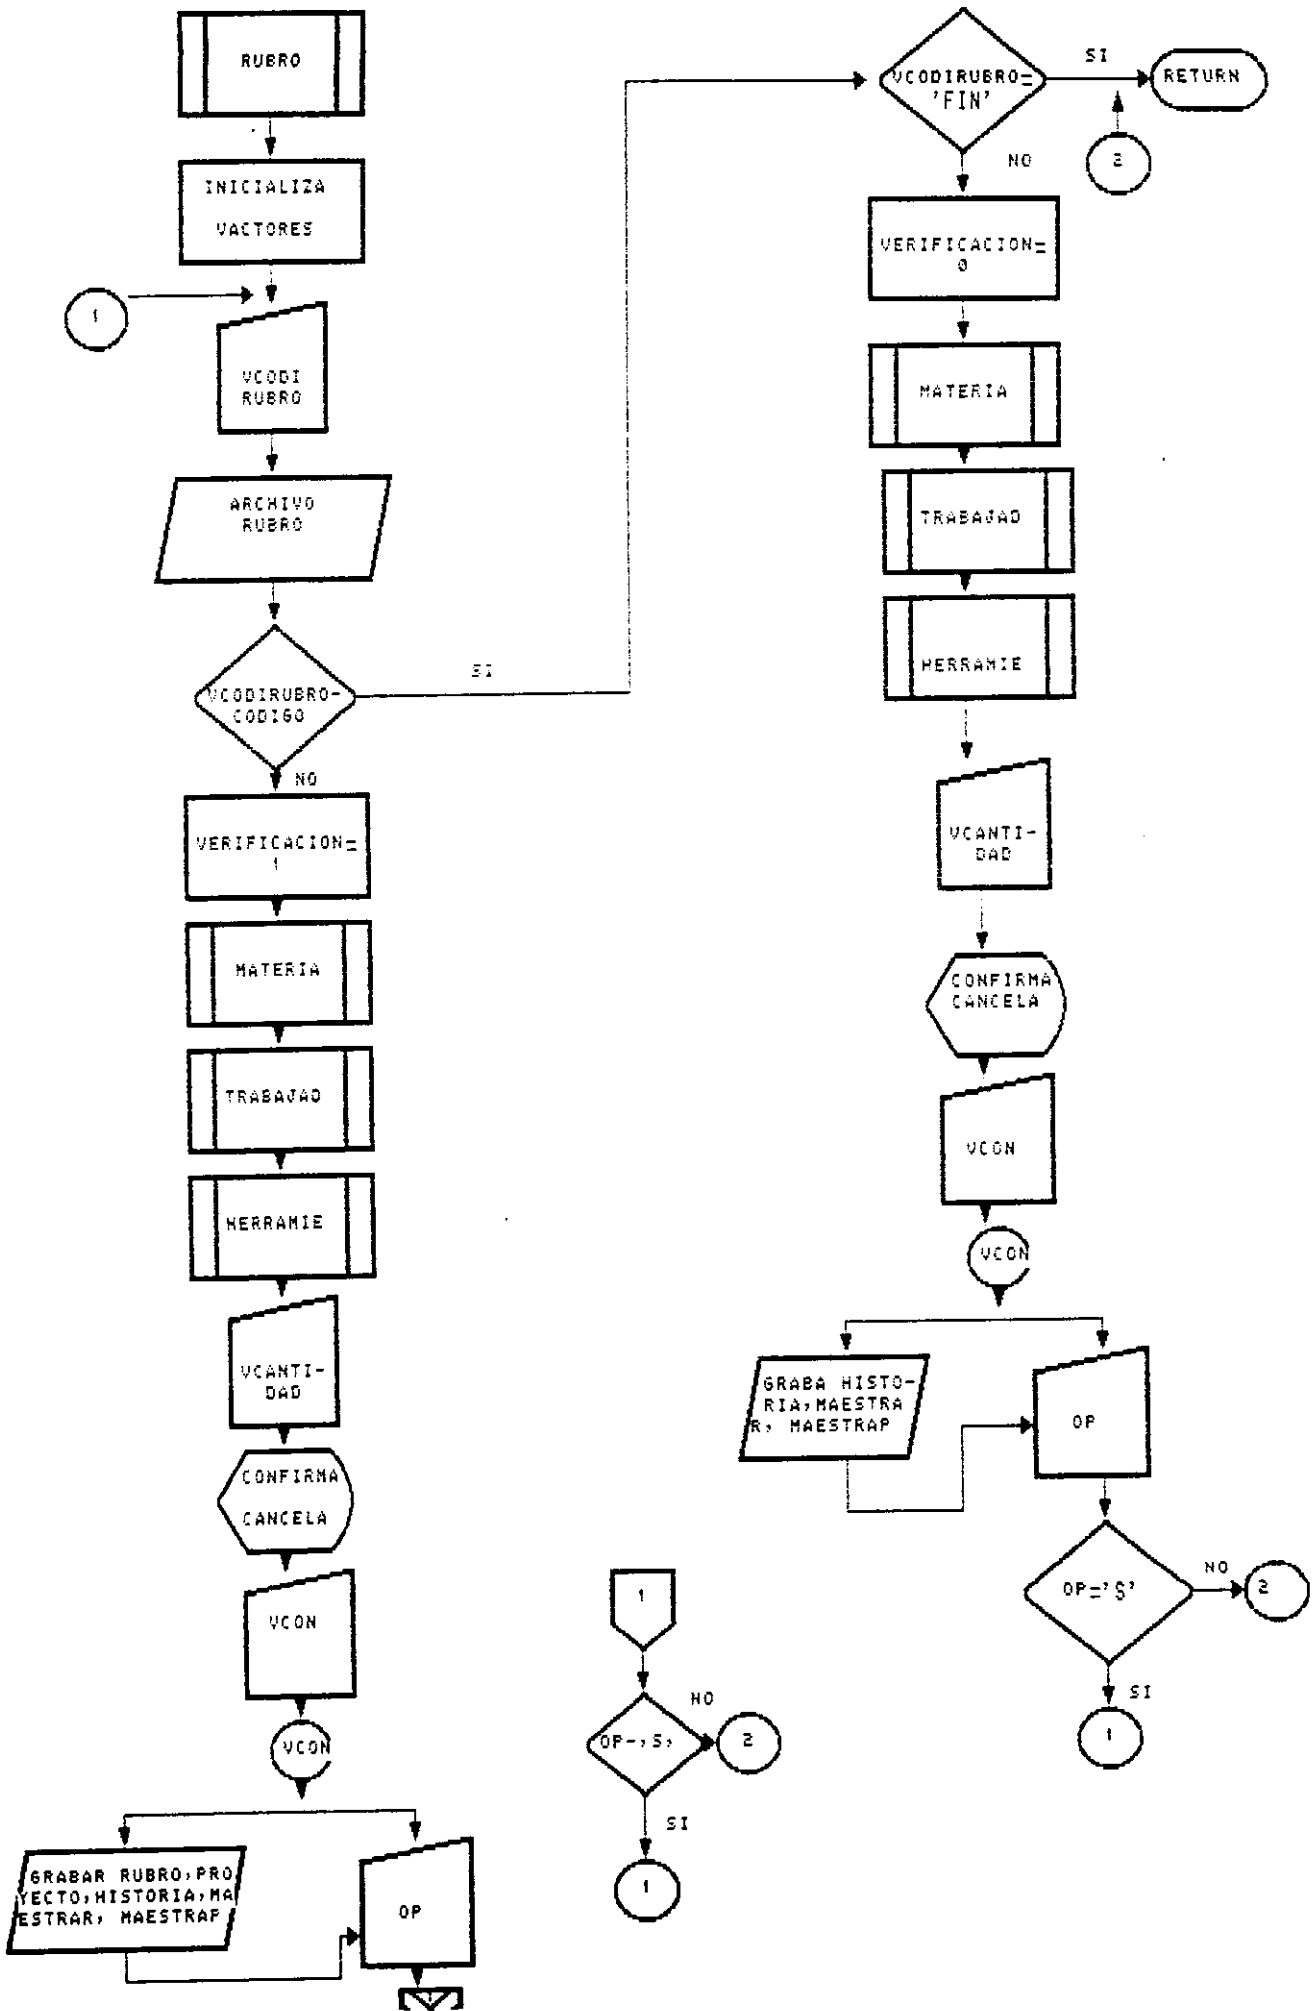 RUBRO
INICIALIZA
VACTORES
1
VCODI
RUBRO
ARCHIVO
RUBRO
VCODIRUBRO-
CODIGO
SI
NO
VERIFICACION=
1
MATERIA
TRABAJAD
HERRAMIE
VCANTI-
DAD
CONFIRMA
CANCELA
VCON
VCON
GRABAR RUBRO,PRO
YECTO,HISTORIA,MA
ESTRAR, MAESTRAP
OP
1
OP-,S,
NO
2
SI
1
VCODIRUBRO=
'FIN'
SI
RETURN
2
NO
VERIFICACION=
0
MATERIA
TRABAJAD
HERRAMIE
VCANTI-
DAD
CONFIRMA
CANCELA
VCON
VCON
GRABA HISTO-
RIA,MAESTRA
R, MAESTRAP
OP
OP='S'
NO
2
SI
1